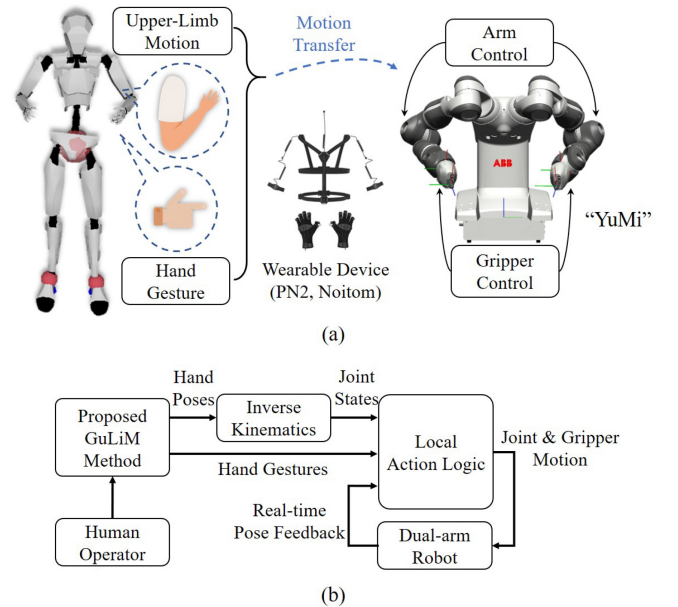 Upper-Limb
Motion
Motion
Transfer
Arm
Control
ABB
"YuMi"
Hand
Gesture
Wearable Device
(PN2, Noitom)
Gripper
Control
(a)
Hand
Poses
Joint
States
Proposed
GuLiM
Method
Inverse
Kinematics
Local
Action Logic
Joint & Gripper
Motion
Hand Gestures
Real-time
Pose Feedback
Human
Operator
Dual-arm
Robot
(b)